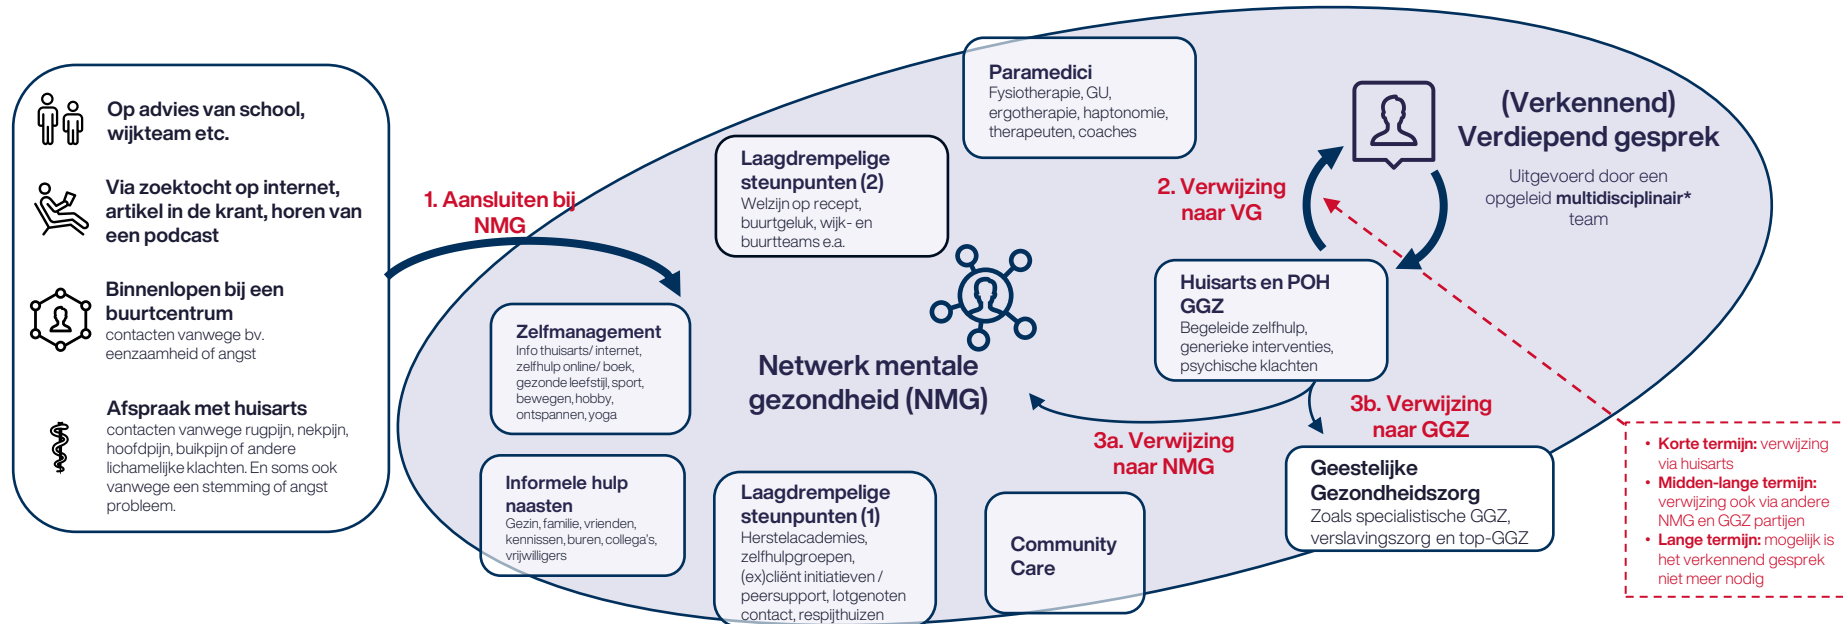 Op advies van school,
wijkteam etc.
Via zoektocht op internet,
artikel in de krant, horen van
een podcast
Binnenlopen bij een
buurtcentrum
contacten vanwege bv.
eenzaamheid of angst
Afspraak met huisarts
contacten vanwege rugpijn, nekpijn,
hoofdpijn, buikpijn of andere
lichamelijke klachten. En soms ook
vanwege een stemming of angst
probleem.
1. Aansluiten bij
NMG
Zelfmanagement
Info thuisarts/ internet,
zelfhulp online/ boek,
gezonde leefstijl, sport,
bewegen, hobby,
ontspannen, yoga
Informele hulp
naasten
Gezin, familie, vrienden,
kennissen, buren, collega's,
vrijwilligers
Laagdrempelige
steunpunten (2)
Welzijn op recept,
buurtgeluk, wijk- en
buurtteams e.a.
Netwerk mentale
gezondheid (NMG)
Laagdrempelige
steunpunten (1)
Herstelacademies,
zelfhulpgroepen,
(ex)cliënt initiatieven /
peersupport, lotgenoten
contact, respijthuizen
Paramedici
Fysiotherapie, GU,
ergotherapie, haptonomie,
therapeuten, coaches
Community
Care
2. Verwijzing
naar VG
(Verkennend)
Verdiepend gesprek
Uitgevoerd door een
opgeleid multidisciplinair*
team
Huisarts en POH
GGZ
Begeleide zelfhulp,
generieke interventies,
psychische klachten
3a. Verwijzing
naar NMG
3b. Verwijzing
naar GGZ
Geestelijke
Gezondheidszorg
Zoals specialistische GGZ,
verslavingszorg en top-GGZ
• Korte termijn: verwijzing
via huisarts
• Midden-lange termijn:
verwijzing ook via andere
NMG en GGZ partijen
• Lange termijn: mogelijk is
het verkennend gesprek
niet meer nodig